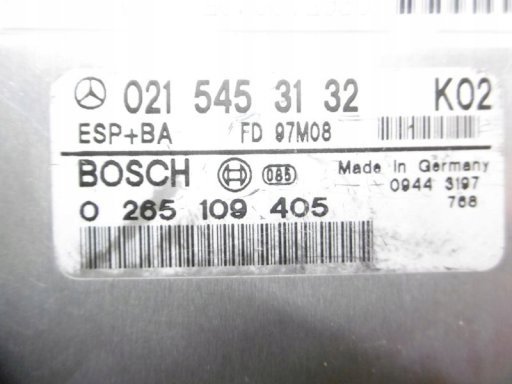 021 545 31 32 K02
ESP+BA FD 97M08
BOSCH 085 Made In Germany
0 265 109 405 0944 3197
768